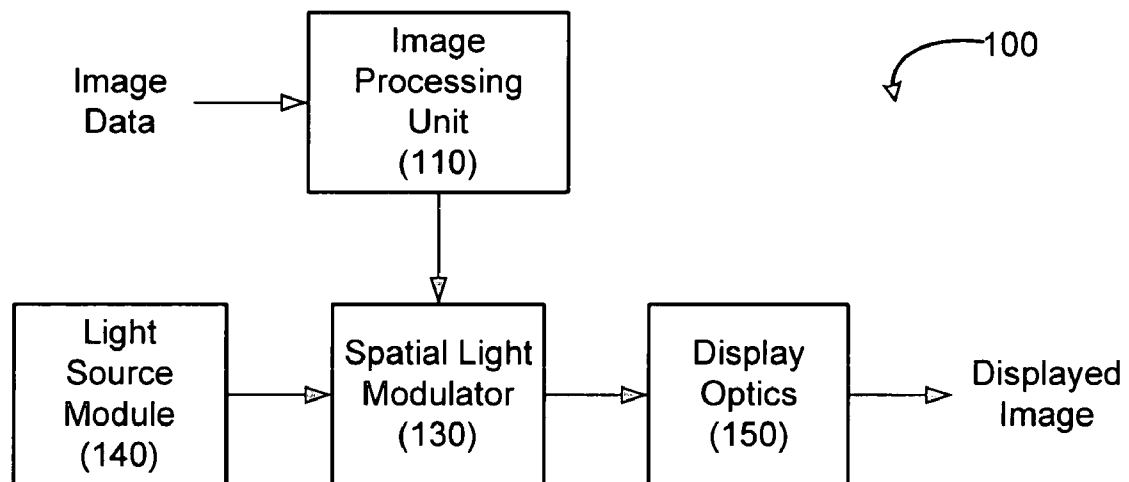 Image
Data
Image
Processing
Unit
(110)
100
Light
Source
Module
(140)
Spatial Light
Modulator
(130)
Display
Optics
(150)
Displayed
Image